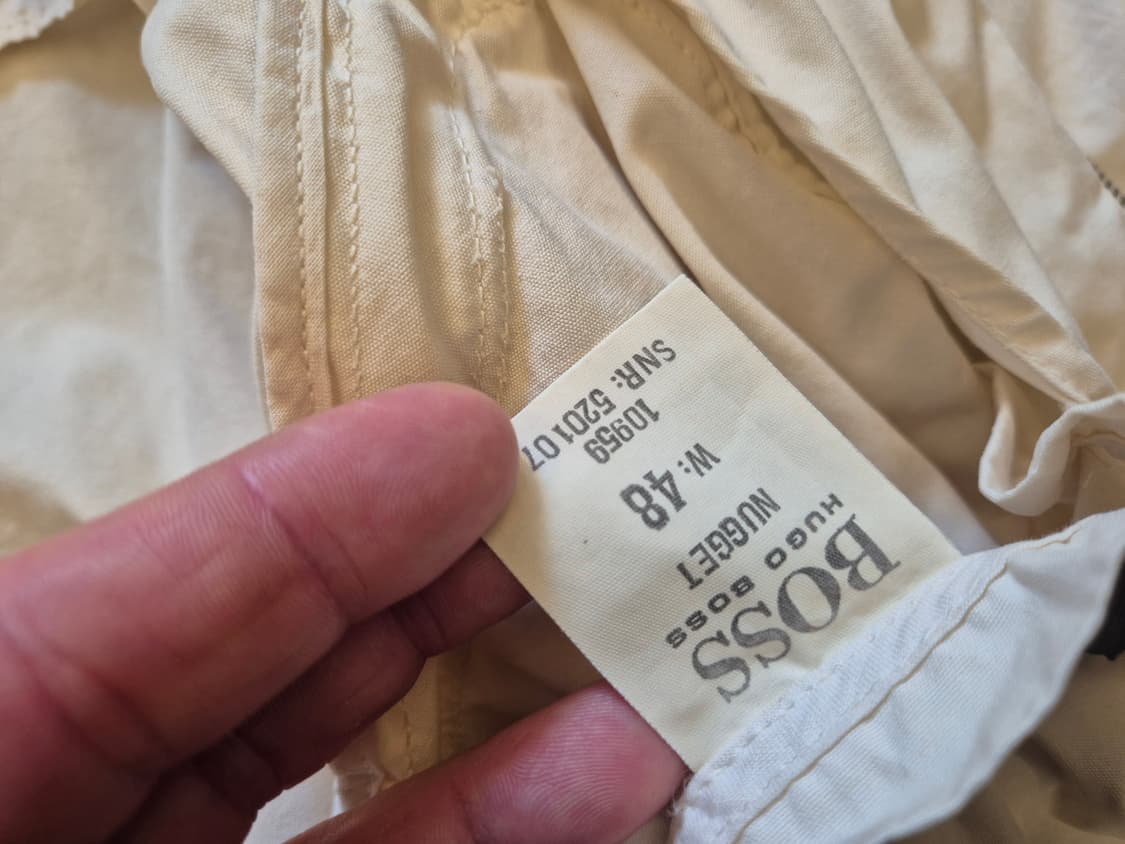 BOSS
HUGO BOSS
NUGGET
W: 48
10959
SNR: 520107